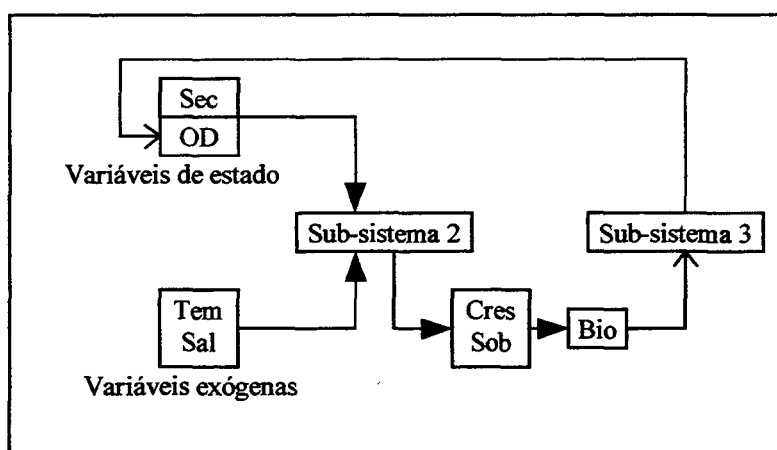 Sec
OD
Variáveis de estado
Sub-sistema 2
Sub-sistema 3
Tem
Sal
Cres
Sob
Bio
Variáveis exógenas